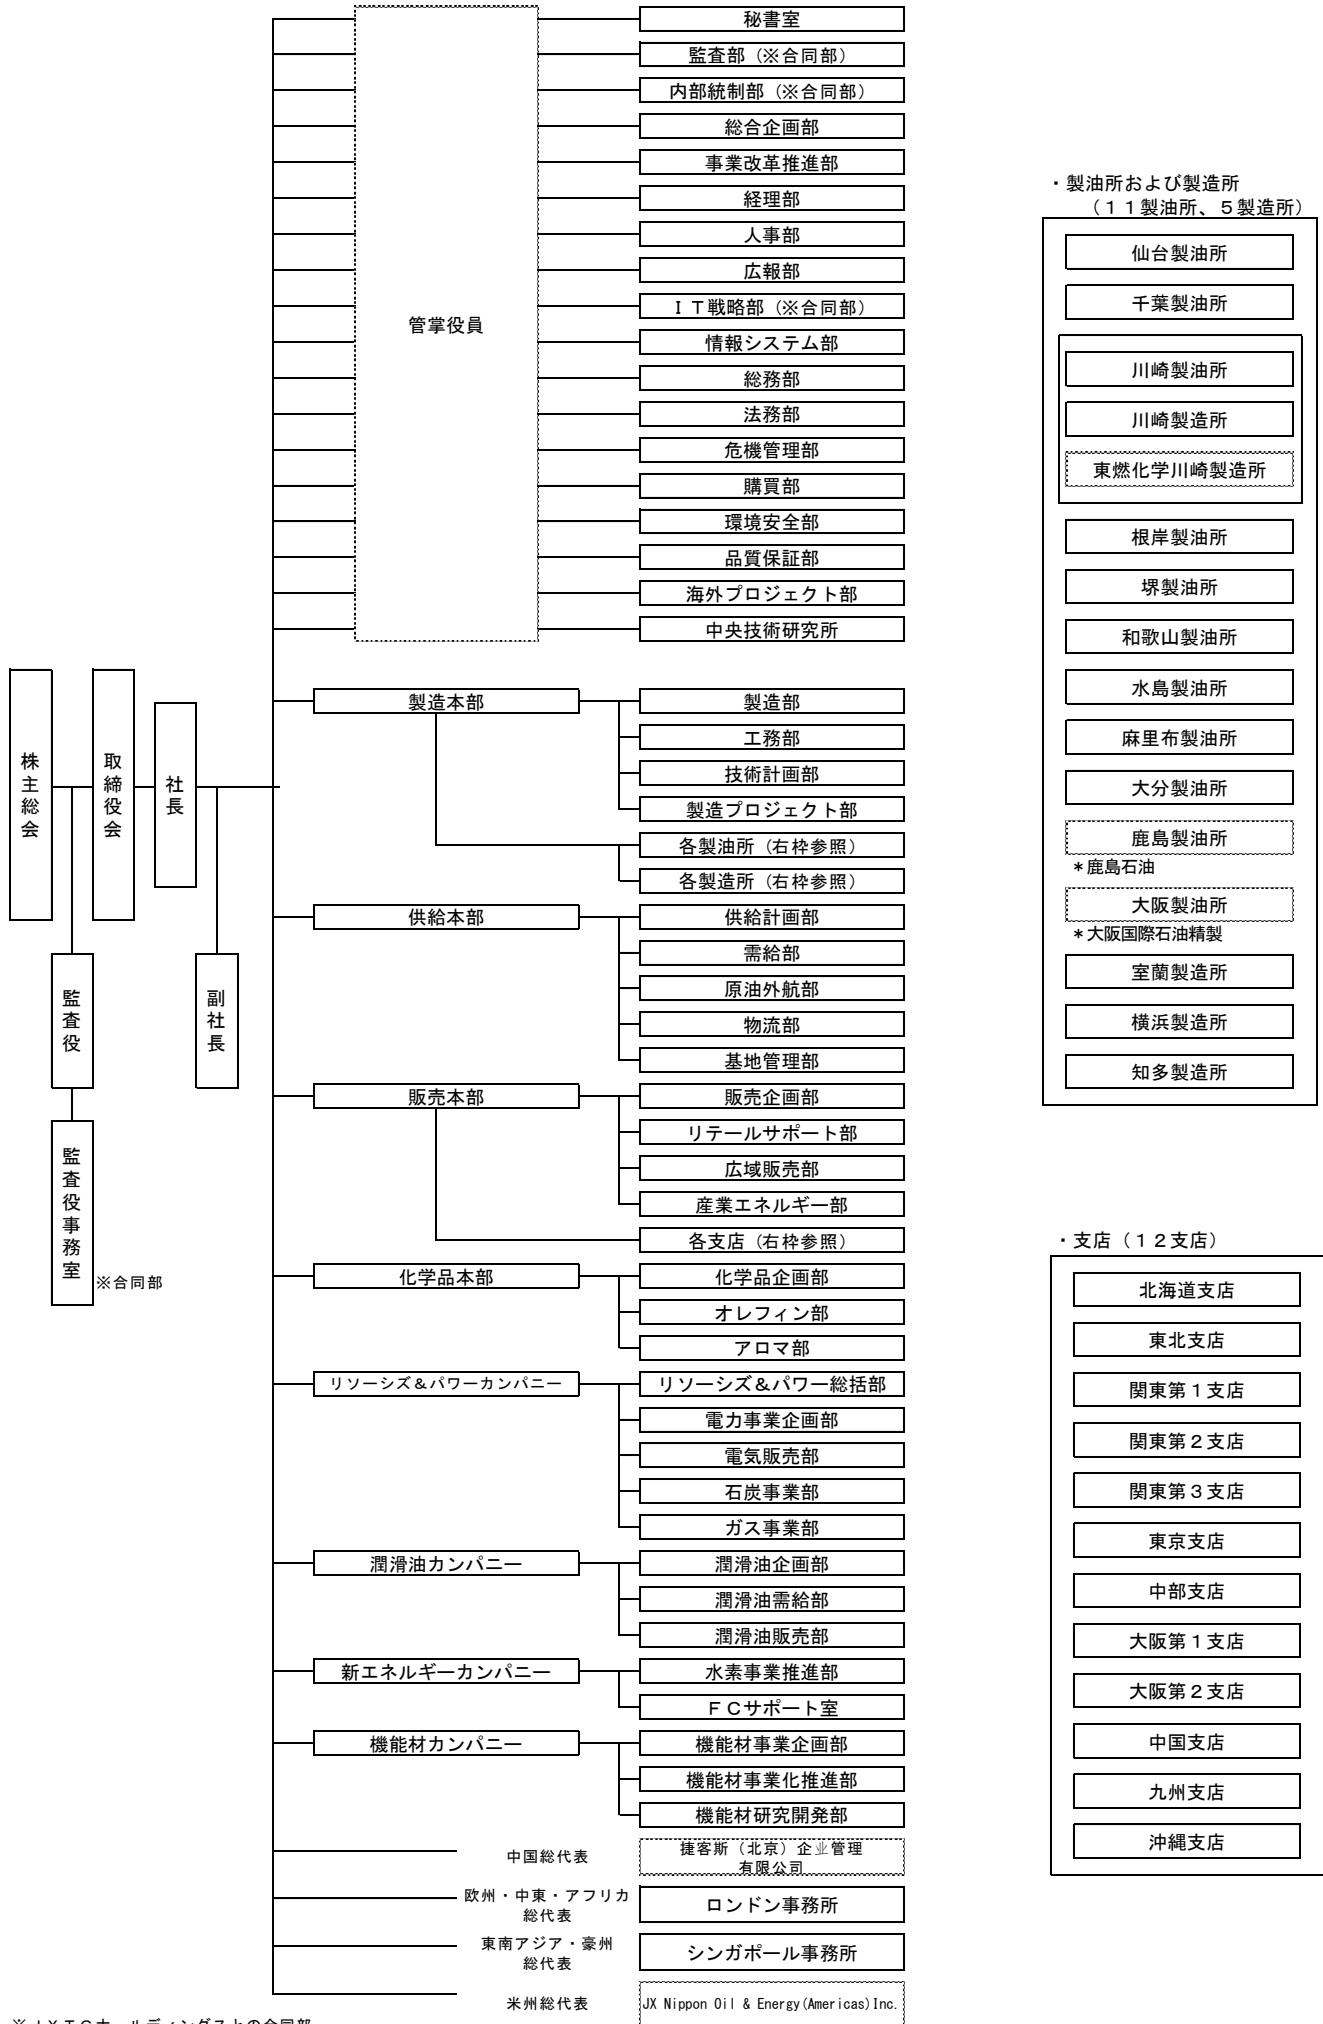 秘書室
監査部（※合同部）
内部統制部（※合同部）
総合企画部
事業改革推進部
経理部
人事部
広報部
ＩＴ戦略部（※合同部）
情報システム部
総務部
法務部
危機管理部
購買部
環境安全部
品質保証部
海外プロジェクト部
中央技術研究所
管掌役員
株主総会
取締役会
社長
監査役
副社長
監査役事務室
※合同部
製造本部
製造部
工務部
技術計画部
製造プロジェクト部
各製油所（右枠参照）
各製造所（右枠参照）
供給本部
供給計画部
需給部
原油外航部
物流部
基地管理部
販売本部
販売企画部
リテールサポート部
広域販売部
産業エネルギー部
各支店（右枠参照）
化学品本部
化学品企画部
オレフィン部
アロマ部
リソーシズ＆パワーカンパニー
リソーシズ＆パワー総括部
電力事業企画部
電気販売部
石炭事業部
ガス事業部
潤滑油カンパニー
潤滑油企画部
潤滑油需給部
潤滑油販売部
新エネルギーカンパニー
水素事業推進部
ＦＣサポート室
機能材カンパニー
機能材事業企画部
機能材事業化推進部
機能材研究開発部
中国総代表
捷客斯（北京）企业管理
有限公司
欧州・中東・アフリカ
総代表
ロンドン事務所
東南アジア・豪州
総代表
シンガポール事務所
米州総代表
JX Nippon Oil & Energy(Americas)Inc.
※ＪＸＴＧホールディングスとの合同部
・製油所および製造所
（１１製油所、５製造所）
仙台製油所
千葉製油所
川崎製油所
川崎製造所
東燃化学川崎製造所
根岸製油所
堺製油所
和歌山製油所
水島製油所
麻里布製油所
大分製油所
鹿島製油所
＊鹿島石油
大阪製油所
＊大阪国際石油精製
室蘭製造所
横浜製造所
知多製造所
・支店（１２支店）
北海道支店
東北支店
関東第１支店
関東第２支店
関東第３支店
東京支店
中部支店
大阪第１支店
大阪第２支店
中国支店
九州支店
沖縄支店